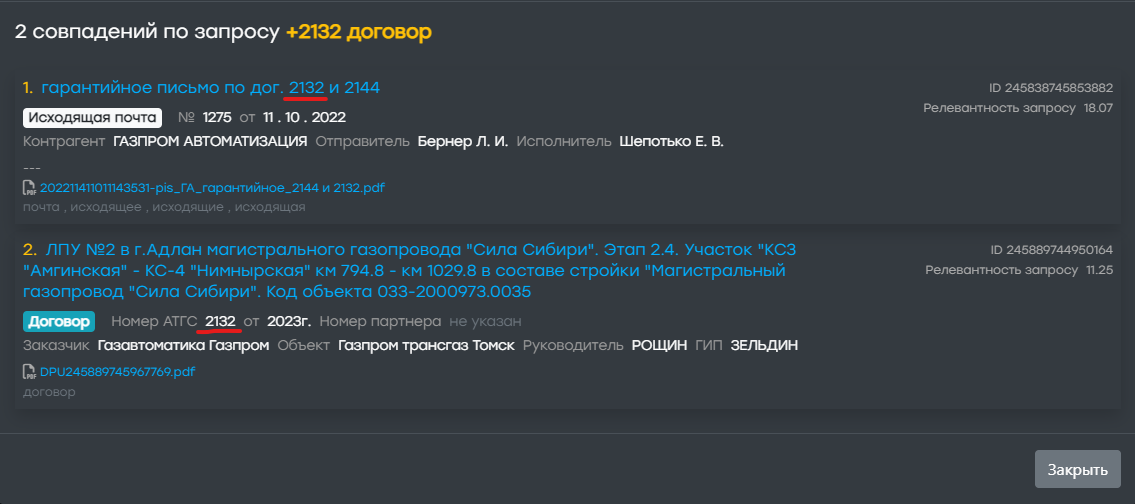 2 совпадений по запросу +2132 договор
1. гарантийное письмо по дог. 2132 и 2144
ID 245838745853882
Исходящая почта № 1275 от 11 . 10 . 2022
Релевантность запросу 18.07
Контрагент ГАЗПРОМ АВТОМАТИЗАЦИЯ Отправитель Бернер Л. И. Исполнитель Шепотько Е. В.
---
202211411011143531-pis_ГА_гарантийное_2144 и 2132.pdf
почта , исходящее , исходящие , исходящая
2. ЛПУ №2 в г.Адлан магистрального газопровода "Сила Сибири". Этап 2.4. Участок "КС3
ID 245889744950164
"Амгинская" - КС-4 "Нимнырская" км 794.8 - км 1029.8 в составе стройки "Магистральный
Релевантность запросу 11.25
газопровод "Сила Сибири". Код объекта 033-2000973.0035
Договор Номер АТГС 2132 от 2023г. Номер партнера не указан
Заказчик Газавтоматика Газпром Объект Газпром трансгаз Томск Руководитель РОЩИН ГИП ЗЕЛЬДИН
DPU245889745967769.pdf
договор
Закрыть